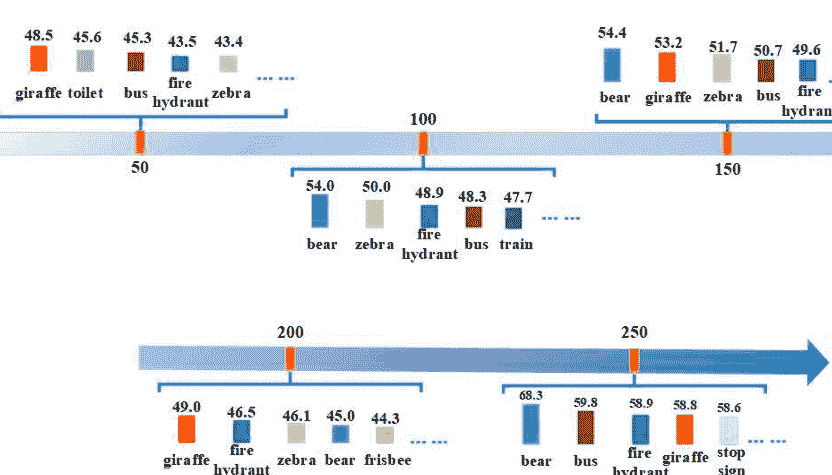 48.5 45.6 45.3 43.5 43.4
giraffe toilet bus fire hydrant zebra ... ...
50
100
54.0 50.0 48.9 48.3 47.7
bear zebra fire hydrant bus train ... ...
54.4 53.2 51.7 50.7 49.6
bear giraffe zebra bus fire hydran
150
200
49.0 46.5 46.1 45.0 44.3
giraffe fire hydrant zebra bear frisbee ... ...
250
68.3 59.8 58.9 58.8 58.6
bear bus fire hydrant giraffe stop sign ... ...